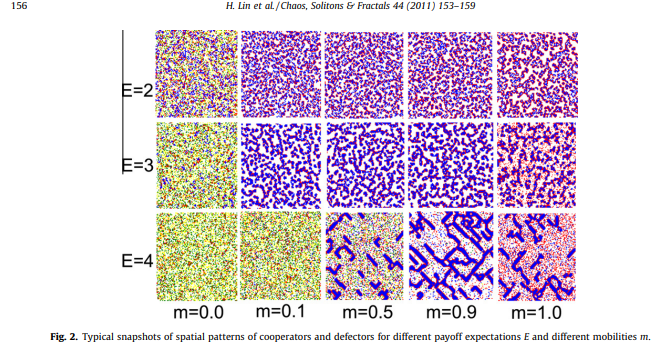 156
H. Lin et al. / Chaos, Solitons & Fractals 44 (2011) 153–159
E=2
E=3
E=4
m=0.0 m=0.1 m=0.5 m=0.9 m=1.0
Fig. 2. Typical snapshots of spatial patterns of cooperators and defectors for different payoff expectations E and different mobilities m.